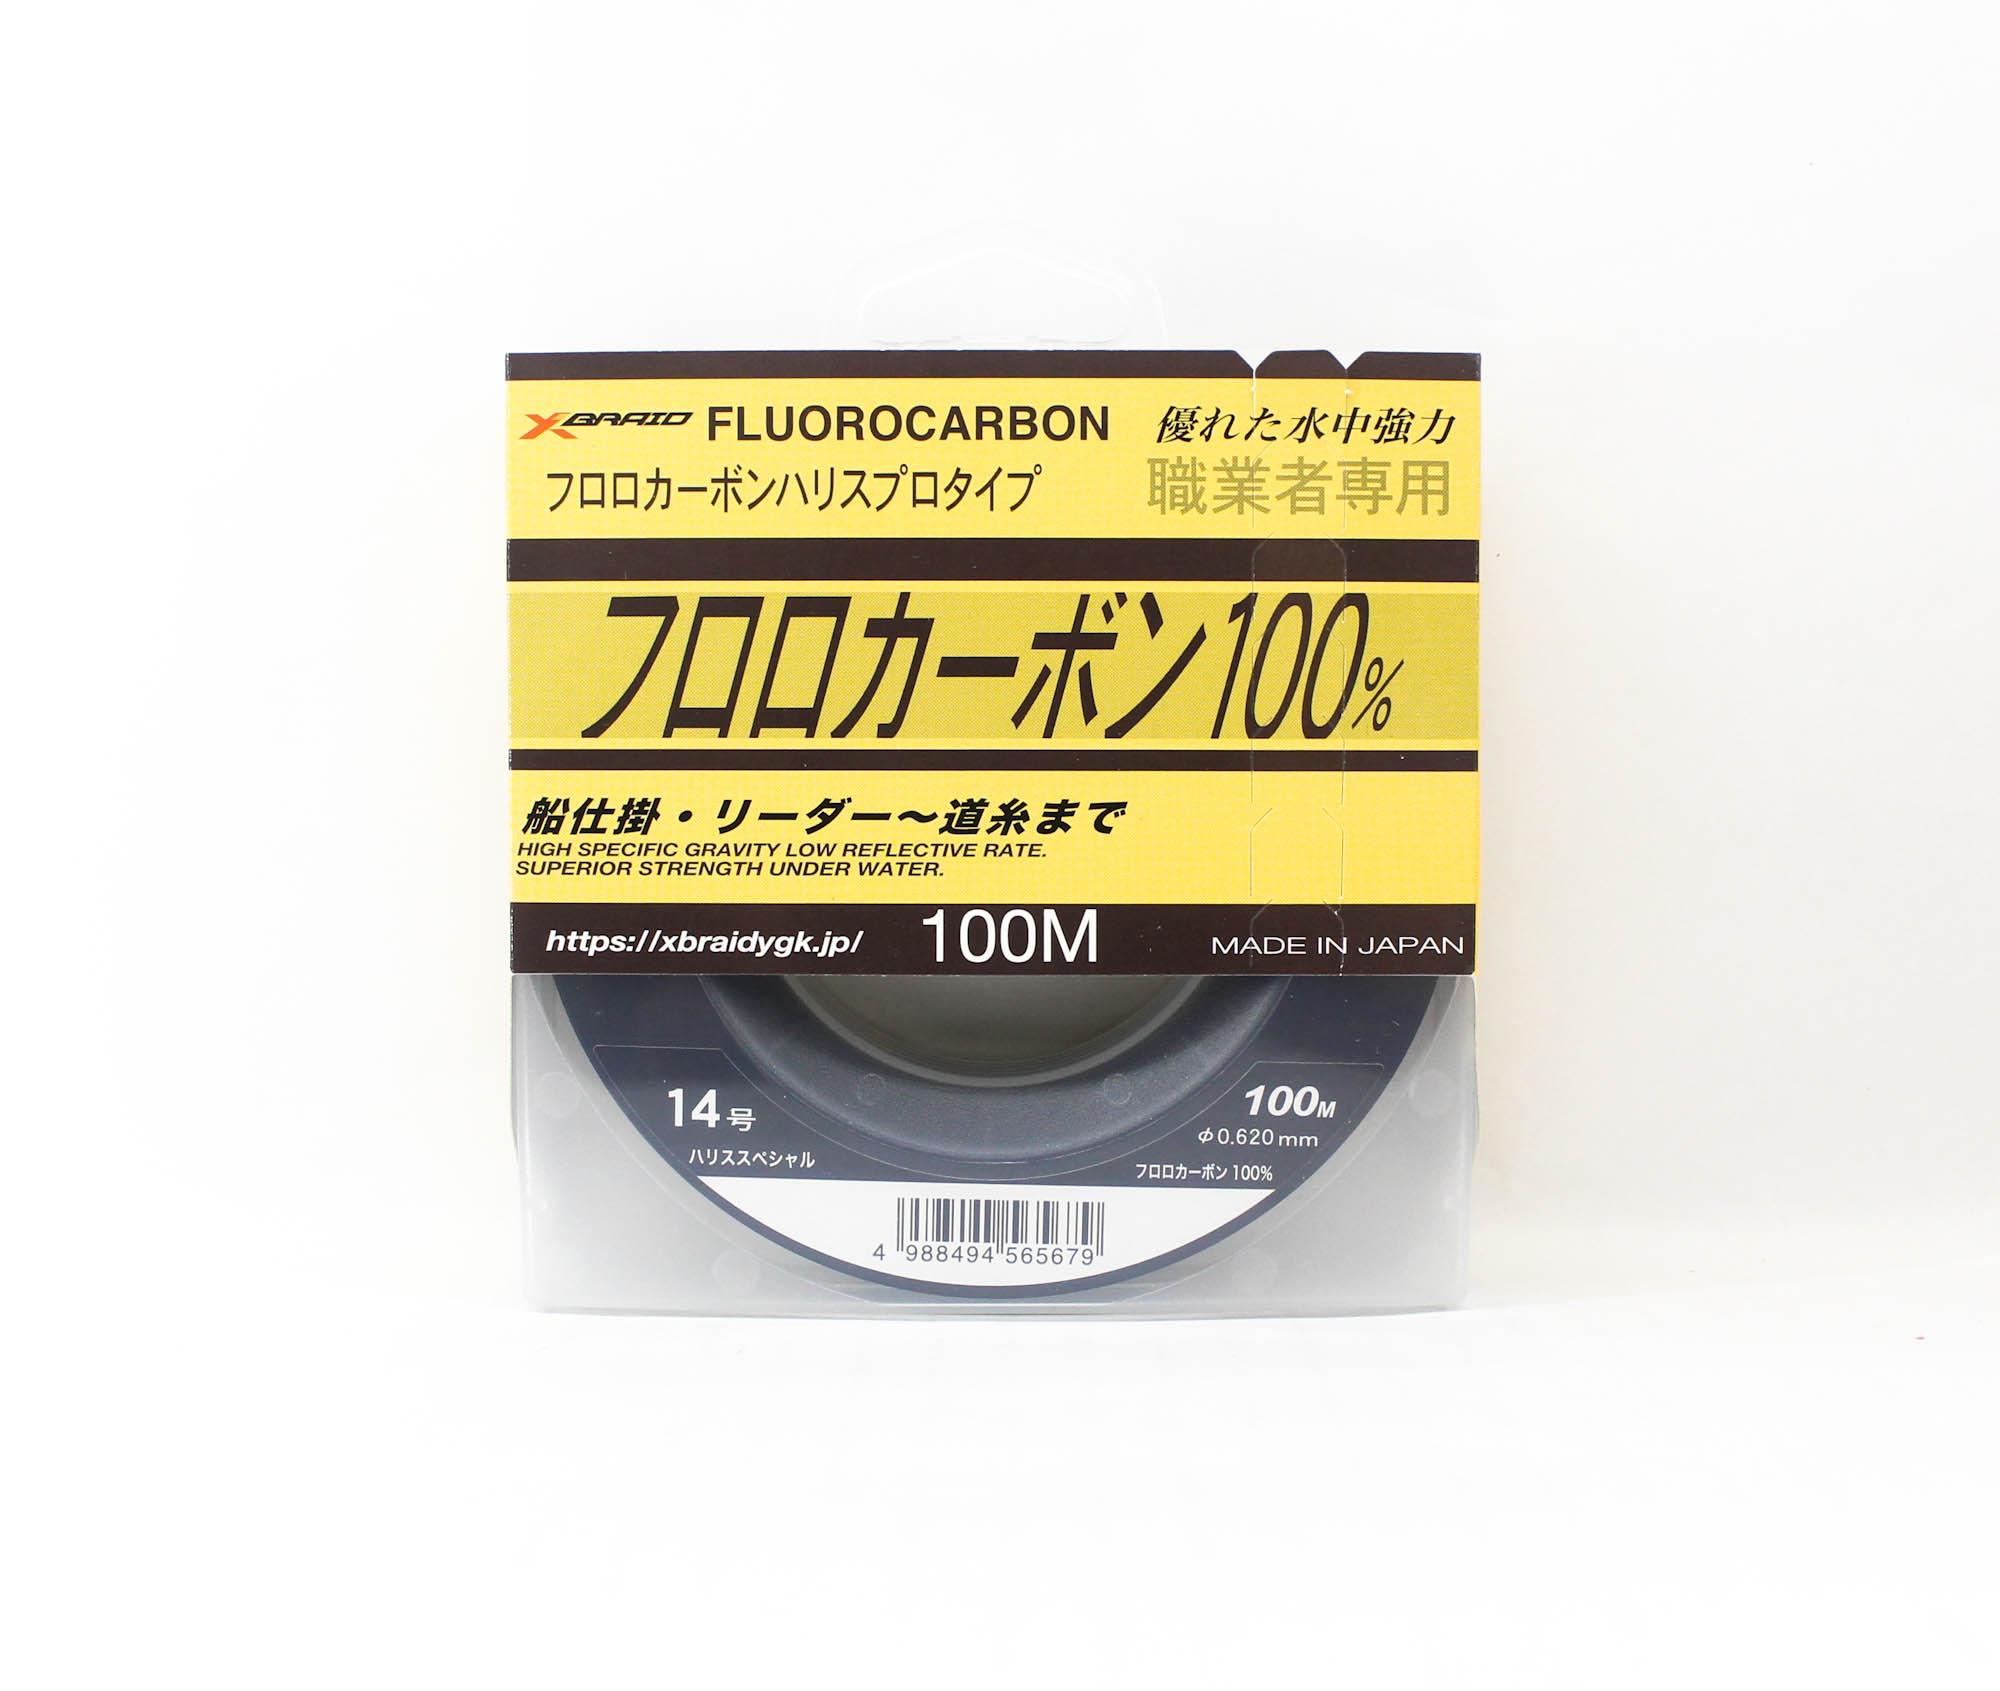 XBRAID FLUOROCARBON 優れた水中強力
フロロカーボンハリスプロタイプ 職業者専用
フロロカーボン100%
船仕掛・リーダー〜道糸まで
HIGH SPECIFIC GRAVITY LOW REFLECTIVE RATE.
SUPERIOR STRENGTH UNDER WATER.
https://xbraidygk.jp/ 100M MADE IN JAPAN
14号 100M
φ0.620mm
ハリススペシャル フロロカーボン 100%
4 988494 565679